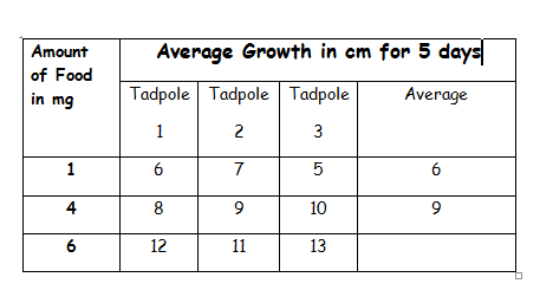 Amount of Food in mg
Average Growth in cm for 5 days
Tadpole 1
Tadpole 2
Tadpole 3
Average
1 6 7 5 6
4 8 9 10 9
6 12 11 13